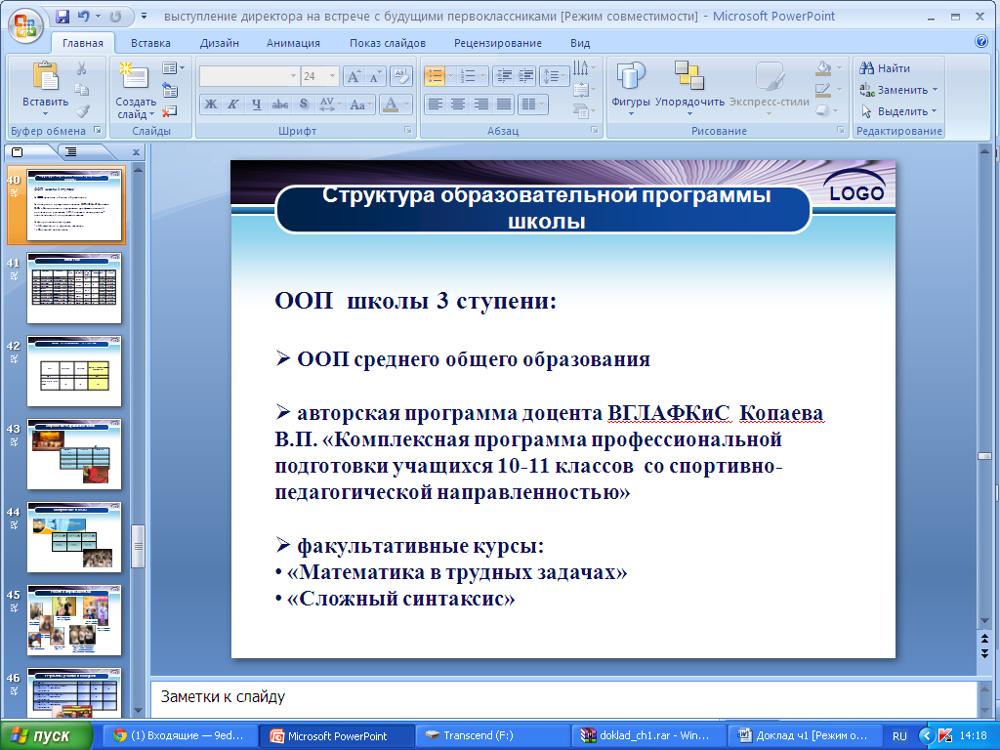 выступление директора на встрече с будущими первоклассниками [Режим совместимости] - Microsoft PowerPoint
Главная Вставка Дизайн Анимация Показ слайдов Рецензирование Вид
Вставить
Буфер обмена
Создать слайд
Слайды
24
Ж К Ч abc S AV Aa А
Шрифт
Абзац
Фигуры Упорядочить Экспресс-стили
Рисование
Найти
Заменить
Выделить
Редактирование
40
41
42
43
44
45
46
Структура образовательной программы
школы
LOGO
ООП школы 3 ступени:
➢ ООП среднего общего образования
➢ авторская программа доцента ВГЛАФКиС Копаева
В.П. «Комплексная программа профессиональной
подготовки учащихся 10-11 классов со спортивно-
педагогической направленностью»
➢ факультативные курсы:
• «Математика в трудных задачах»
• «Сложный синтаксис»
Заметки к слайду
пуск (1) Входящие — 9ed... Microsoft PowerPoint Transcend (F:) doklad_ch1.rar - Win... Доклад ч1 [Режим о... RU 14:18